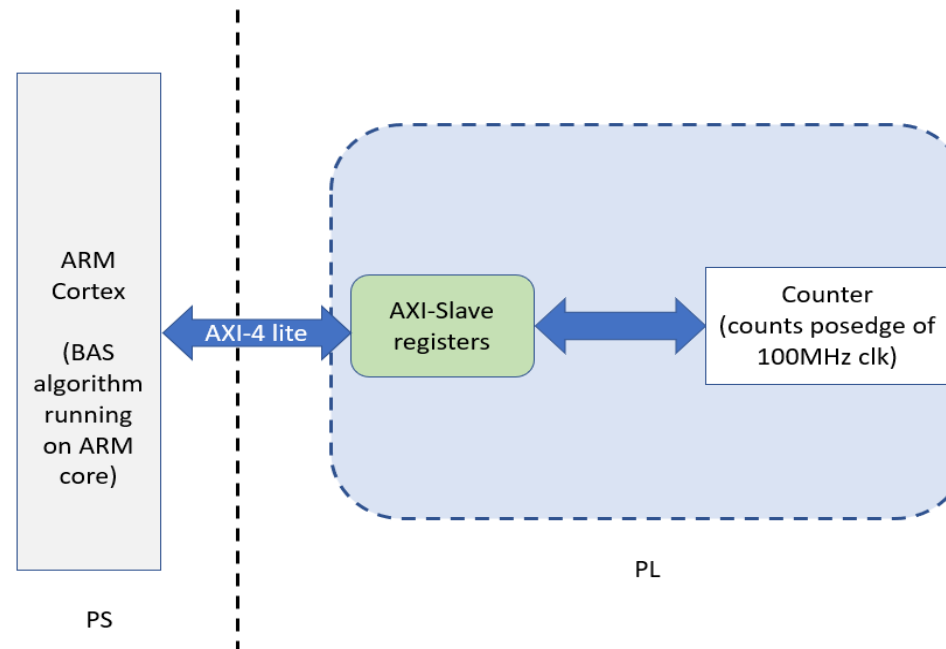 ARM
Cortex
(BAS
algorithm
running
on ARM
core)
AXI-4 lite
AXI-Slave
registers
Counter
(counts posedge of
100MHz clk)
PS
PL